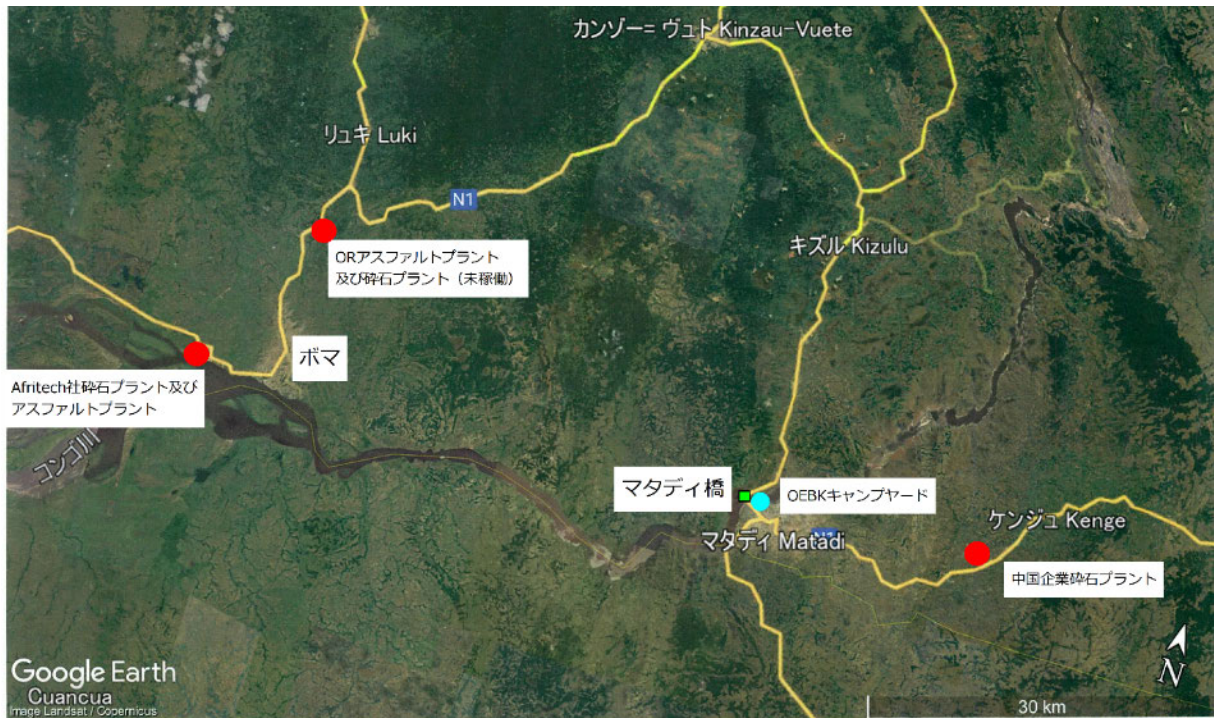 カンゾー= ヴュト Kinzau-Vuete
リュキ Luki
N1
ORアスファルトプラント
及び砕石プラント（未稼働）
キズル Kizulu
ボマ
Afritech社砕石プラント及び
アスファルトプラント
コンゴ川
マタディ橋
OEBKキャンプヤード
マタディ Matadi
N1
ケンジュ Kenge
中国企業砕石プラント
Google Earth
Cuancua
Image Landsat / Copernicus
N
30 km